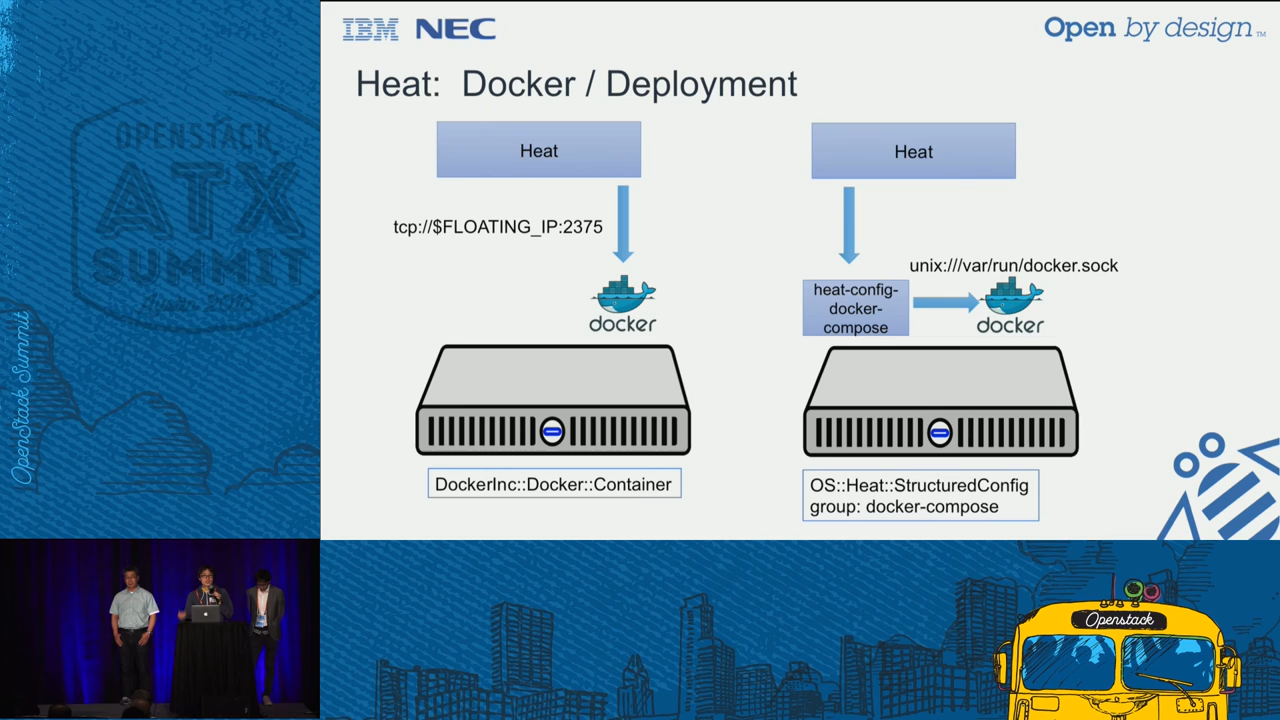 IBM NEC
Open by design™
Heat: Docker / Deployment
Heat
Heat
tcp://$FLOATING_IP:2375
unix:///var/run/docker.sock
heat-config-
docker-
compose
docker
docker
DockerInc::Docker::Container
OS::Heat::StructuredConfig
group: docker-compose
OPENSTACK
ATX
SUMMIT
OpenStack Summit
Openstack